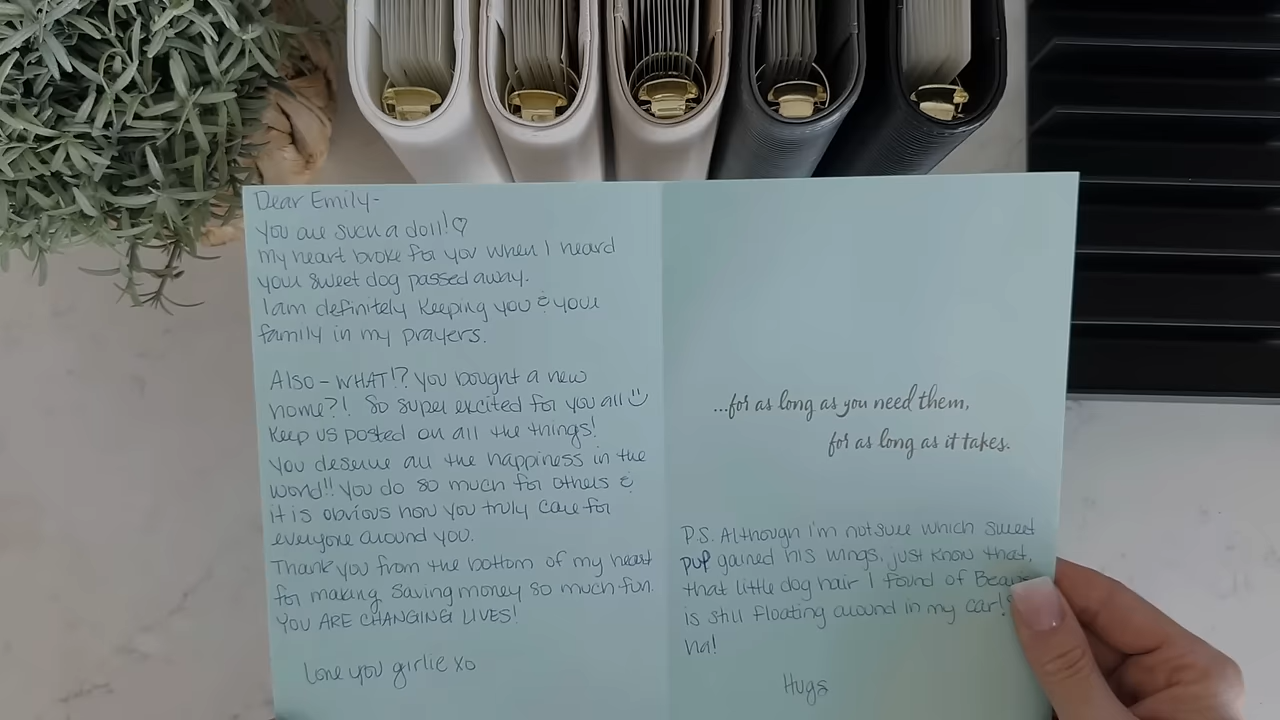 Dear Emily-
you are such a doll!♡
my heart broke for you when I heard
your sweet dog passed away.
I am definitely keeping you & your
family in my prayers.
Also - WHAT!? you bought a new
home?! So super excited for you all
Keep us posted on all the things!
You deserve all the happiness in the
world!! you do so much for others &
it is obvious how you truly care for
everyone around you.
Thank you from the bottom of my heart
for making saving money so much fun.
YOU ARE CHANGING LIVES!
Love you girlie xo
...for as long as you need them,
for as long as it takes.
P.S. Although I'm not sure which sweet
pup gained his wings, just know that,
that little dog hair I found of
is still floating around in my car!
ha!
Hugs